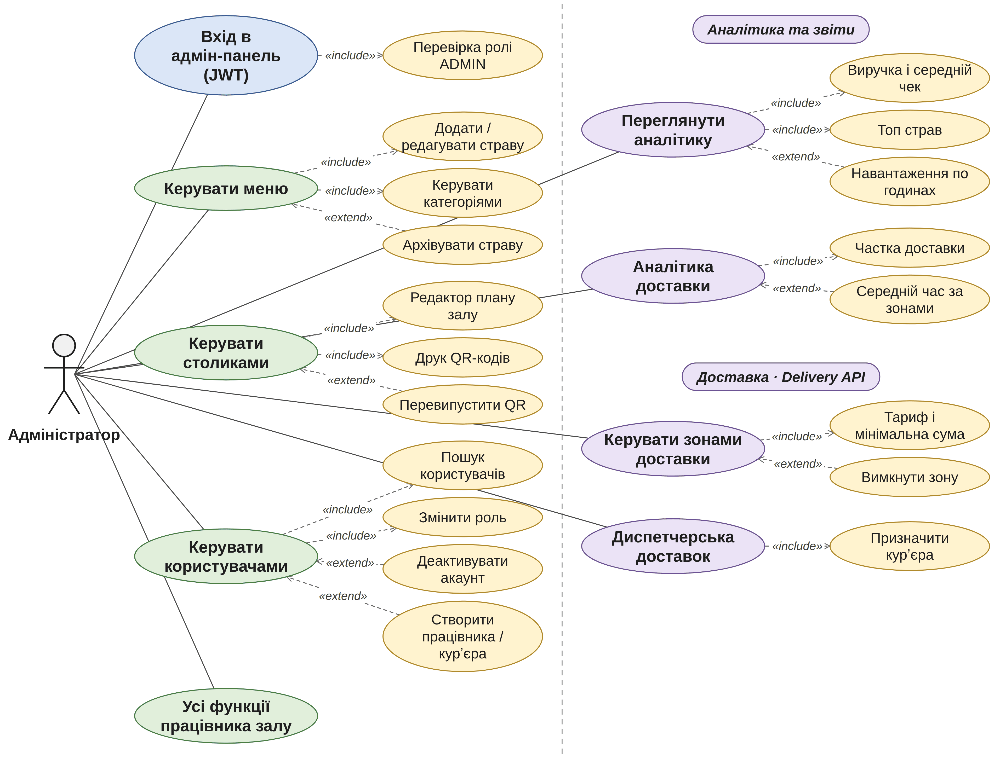 Вхід в
адмін-панель
(JWT)
«include»
Перевірка ролі
ADMIN
Додати /
редагувати страву
«include»
Керувати меню
«include»
Керувати
категоріями
«extend»
Архівувати страву
Редактор плану
залу
«include»
Керувати
столиками
«include»
Друк QR-кодів
«extend»
Перевипустити QR
Адміністратор
Пошук
користувачів
«include»
Змінити роль
«include»
Керувати
користувачами
«extend»
Деактивувати
акаунт
«extend»
Створити
працівника /
кур’єра
Усі функції
працівника залу
Аналітика та звіти
Виручка і середній
чек
«include»
Переглянути
аналітику
«include»
Топ страв
«extend»
Навантаження по
годинах
Частка доставки
«include»
Аналітика
доставки
«extend»
Середній час за
зонами
Доставка · Delivery API
Тариф і
мінімальна сума
«include»
Керувати зонами
доставки
«extend»
Вимкнути зону
Диспетчерська
доставок
«include»
Призначити
кур’єра